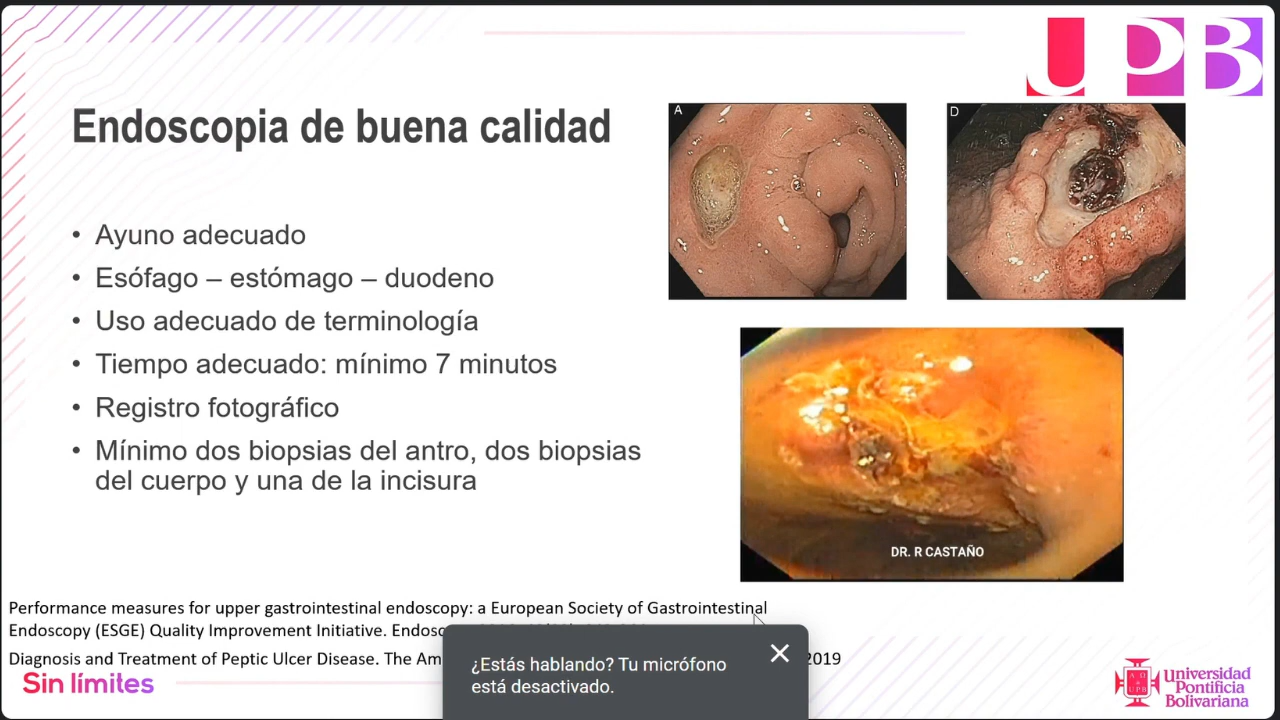 UPB
Endoscopia de buena calidad
A
D
• Ayuno adecuado
• Esófago – estómago – duodeno
• Uso adecuado de terminología
• Tiempo adecuado: mínimo 7 minutos
• Registro fotográfico
• Mínimo dos biopsias del antro, dos biopsias
del cuerpo y una de la incisura
DR. R CASTAÑO
Performance measures for upper gastrointestinal endoscopy: a European Society of Gastrointestinal
Endoscopy (ESGE) Quality Improvement Initiative.
Diagnosis and Treatment of Peptic Ulcer Disease. The 2019
¿Estás hablando? Tu micrófono
está desactivado.
Sin límites
Universidad
Pontificia
Bolivariana